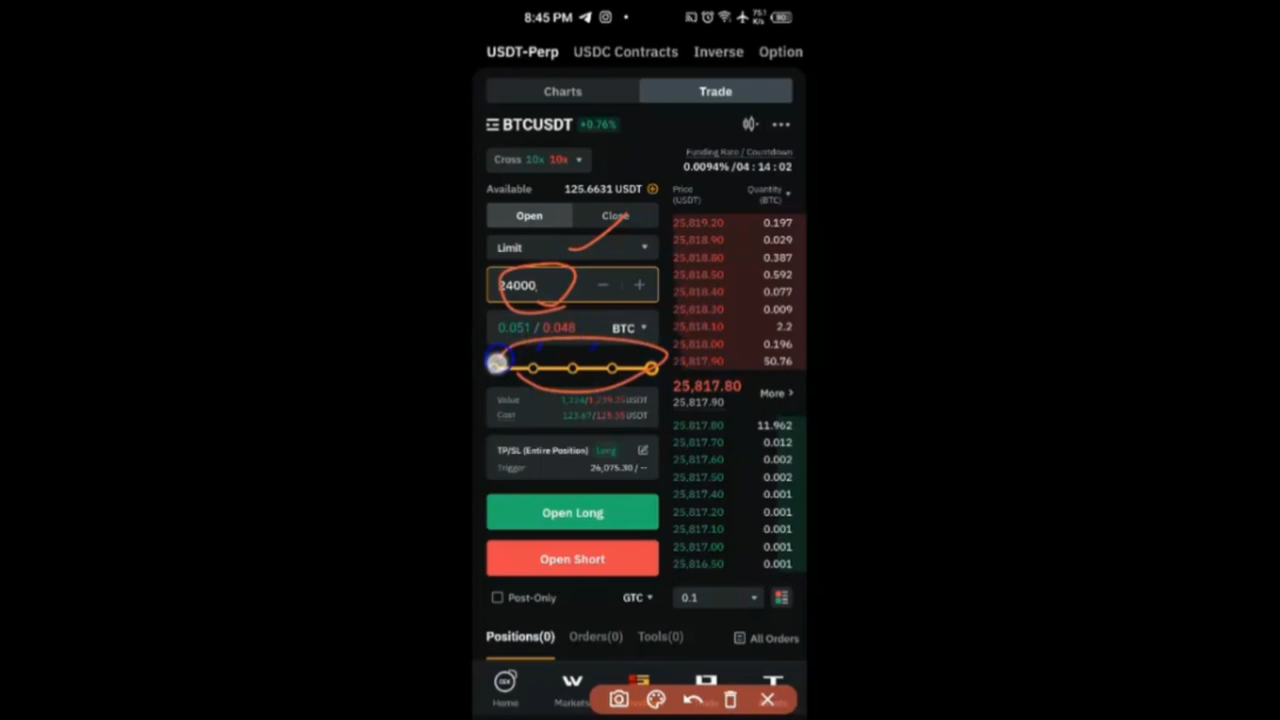 8:45 PM
75.1 K/s 90
USDT-Perp USDC Contracts Inverse Option
Charts Trade
BTCUSDT +0.76%
Cross 10x 10x
Funding Rate / Countdown
0.0094% /04 : 14 : 02
Available 125.6631 USDT
Price (USDT) Quantity (BTC)
Open Close
Limit
24000
0.051 / 0.048 BTC
Value USDT
Cost USDT
TP/SL (Entire Position) Long
Trigger 26,075.30 / --
Open Long
Open Short
Post-Only GTC
25,819.20 0.197
25,818.90 0.029
25,818.80 0.387
25,818.50 0.592
25,818.40 0.077
25,818.30 0.009
25,818.10 2.2
25,818.00 0.196
25,817.90 50.76
25,817.80
25,817.90
More >
25,817.80 11.962
25,817.70 0.012
25,817.60 0.002
25,817.50 0.002
25,817.40 0.001
25,817.20 0.001
25,817.10 0.001
25,817.00 0.001
25,816.50 0.001
0.1
Positions(0) Orders(0) Tools(0) All Orders
Home Markets